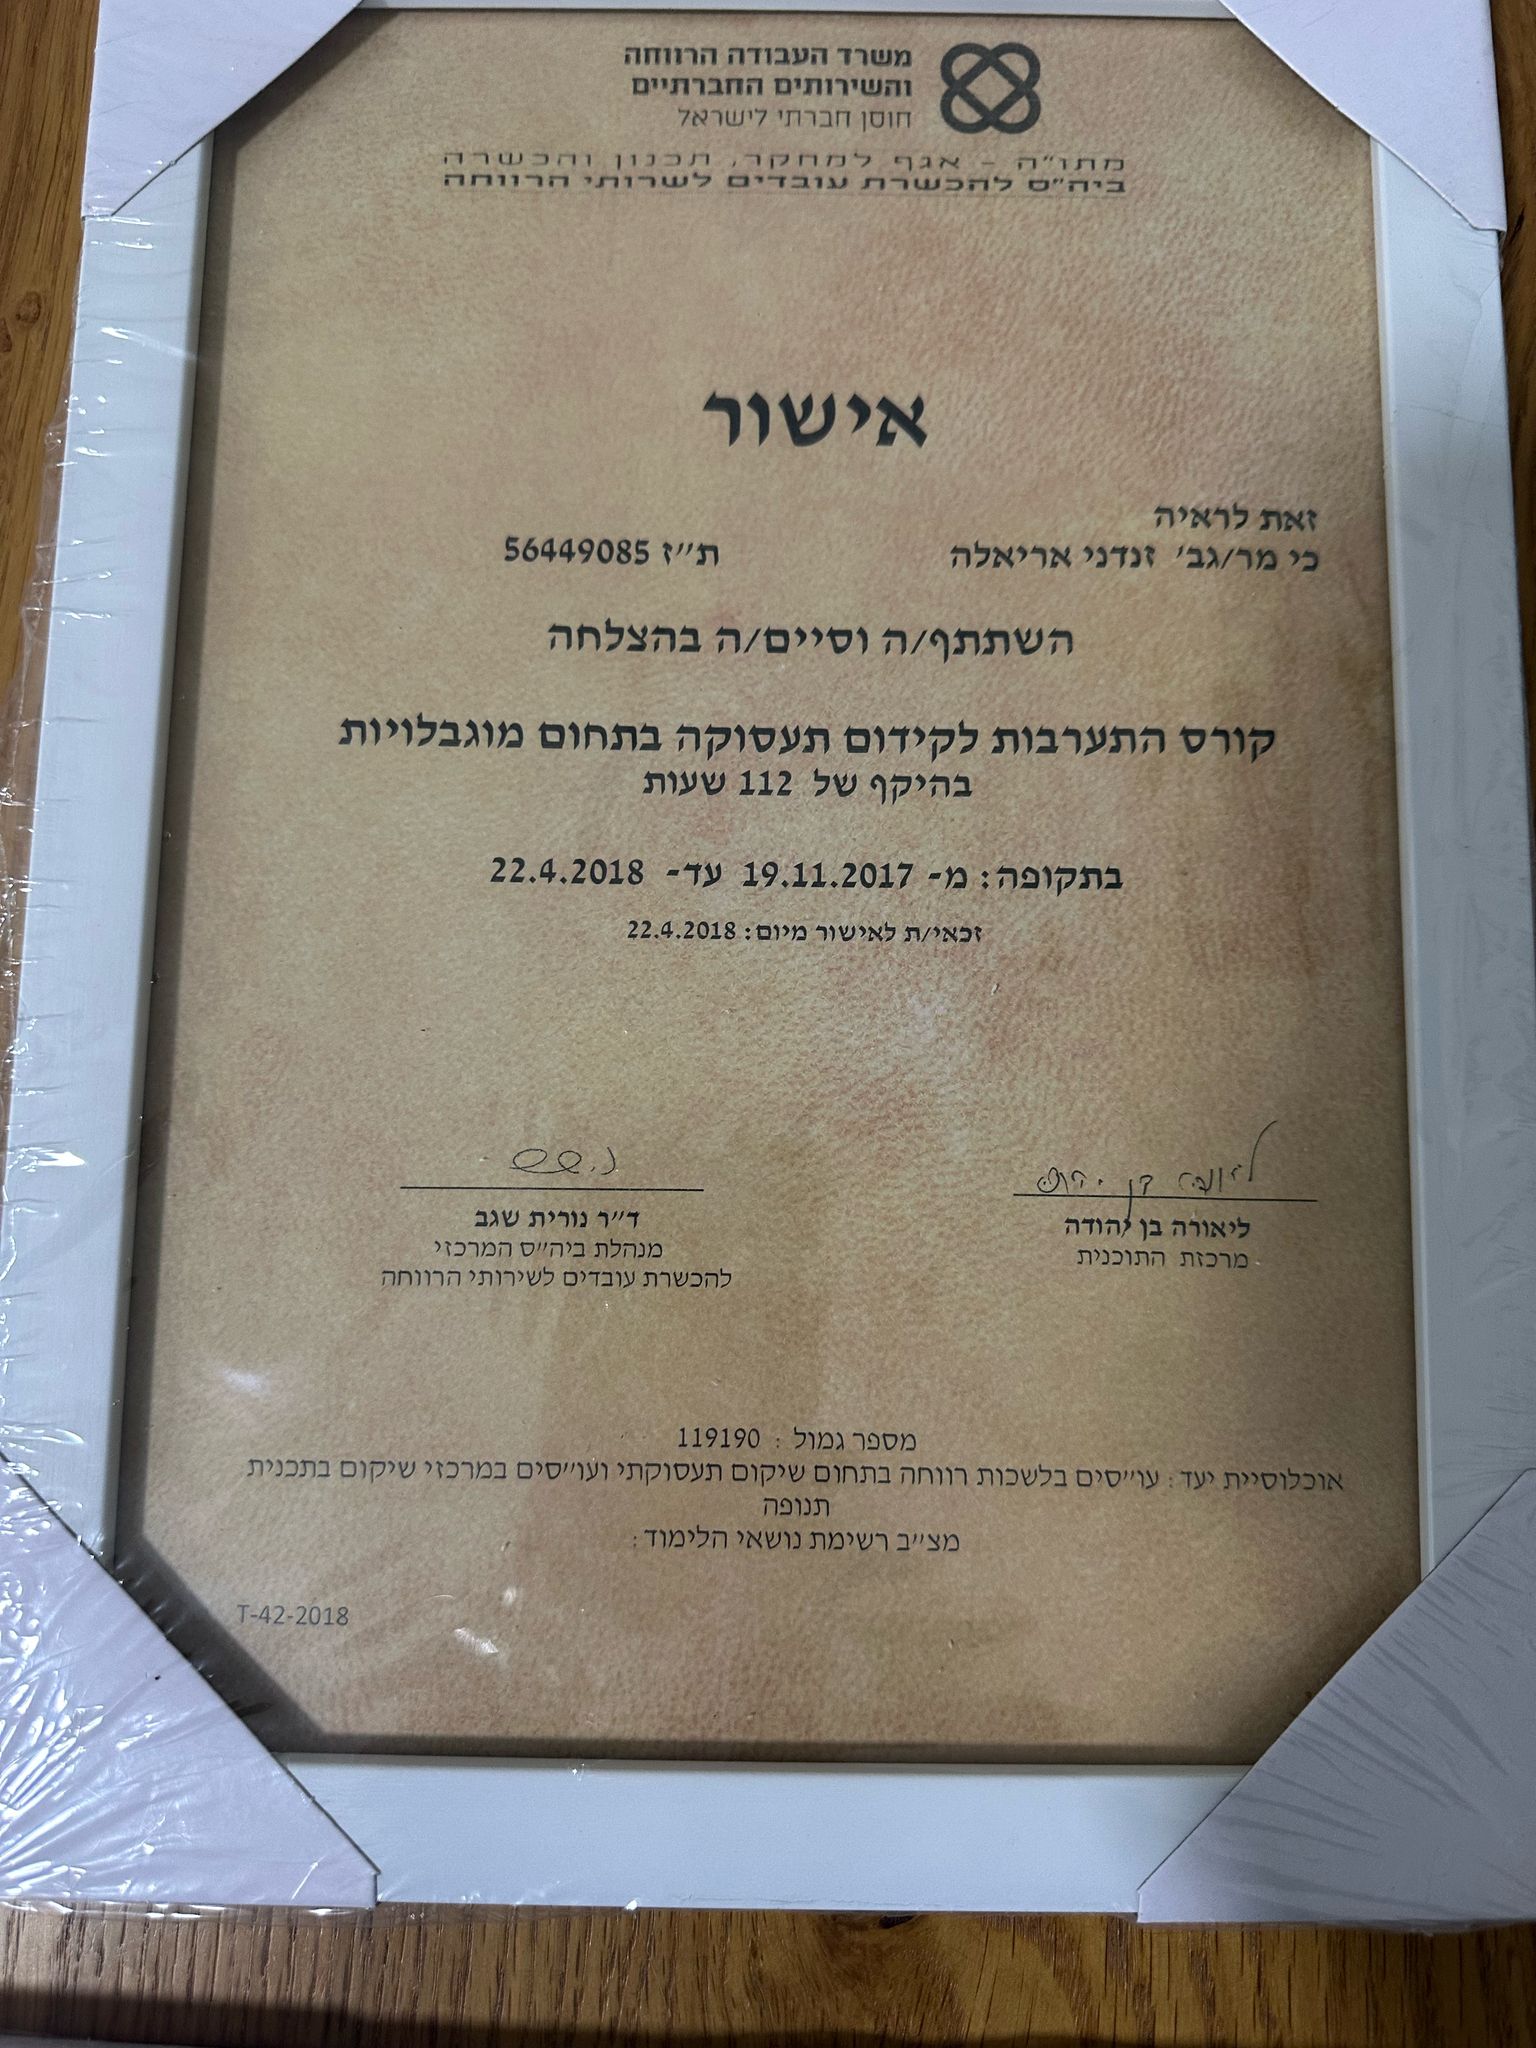 משרד העבודה הרווחה
והשירותים החברתיים
חוסן חברתי לישראל
מתו"ה - אגף למחקר, תכנון והכשרה
ביה"ס להכשרת עובדים לשרותי הרווחה
אישור
זאת לראיה
כי מר/גב' זנדני אריאלה ת"ז 56449085
השתתף/ה וסיים/ה בהצלחה
קורס התערבות לקידום תעסוקה בתחום מוגבלויות
בהיקף של 112 שעות
בתקופה: מ- 19.11.2017 עד- 22.4.2018
זכאי/ת לאישור מיום: 22.4.2018
ליאורה בן יהודה
ליאורה בן יהודה
מרכזת התוכנית
ד"ר נורית שגב
מנהלת ביה"ס המרכזי
להכשרת עובדים לשירותי הרווחה
מספר גמול : 119190
אוכלוסיית יעד: עו"סים בלשכות רווחה בתחום שיקום תעסוקתי ועו"סים במרכזי שיקום בתכנית
תנופה
מצ"ב רשימת נושאי הלימוד:
T-42-2018